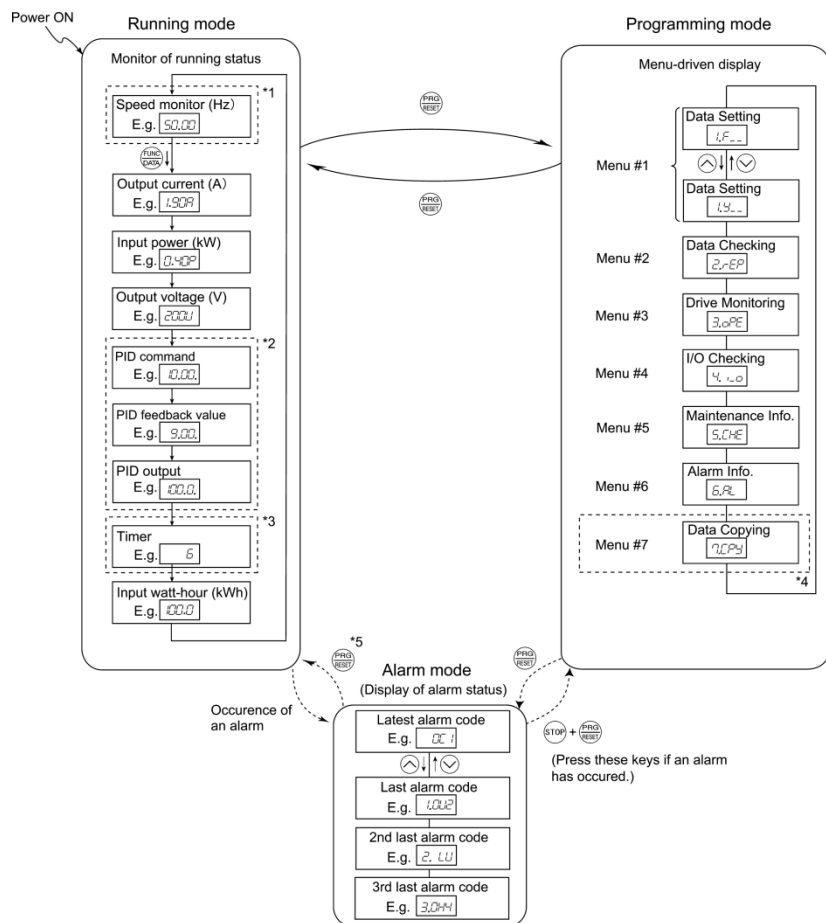 Power ON
Running mode
Monitor of running status
*1
Speed monitor (Hz)
E.g. 50.00
FUNC
DATA
Output current (A)
E.g. 1.90A
Input power (kW)
E.g. 0.40P
Output voltage (V)
E.g. 200U
*2
PID command
E.g. 10.00.
PID feedback value
E.g. 9.00.
PID output
E.g. 100.0.
*3
Timer
E.g. 6
Input watt-hour (kWh)
E.g. 100.0
PRG
RESET
PRG
RESET
Programming mode
Menu-driven display
Menu #1
Data Setting
1.F__
Data Setting
1.y__
Menu #2
Data Checking
2.rEP
Menu #3
Drive Monitoring
3.oPE
Menu #4
I/O Checking
4.i_o
Menu #5
Maintenance Info.
5.CHE
Menu #6
Alarm Info.
6.AL
Menu #7
Data Copying
7.CPy
*4
*5
PRG
RESET
Occurence of
an alarm
Alarm mode
(Display of alarm status)
Latest alarm code
E.g. OC1
Last alarm code
E.g. 1.OU2
2nd last alarm code
E.g. 2. LU
3rd last alarm code
E.g. 3.OH4
PRG
RESET
STOP + PRG
RESET
(Press these keys if an alarm
has occured.)